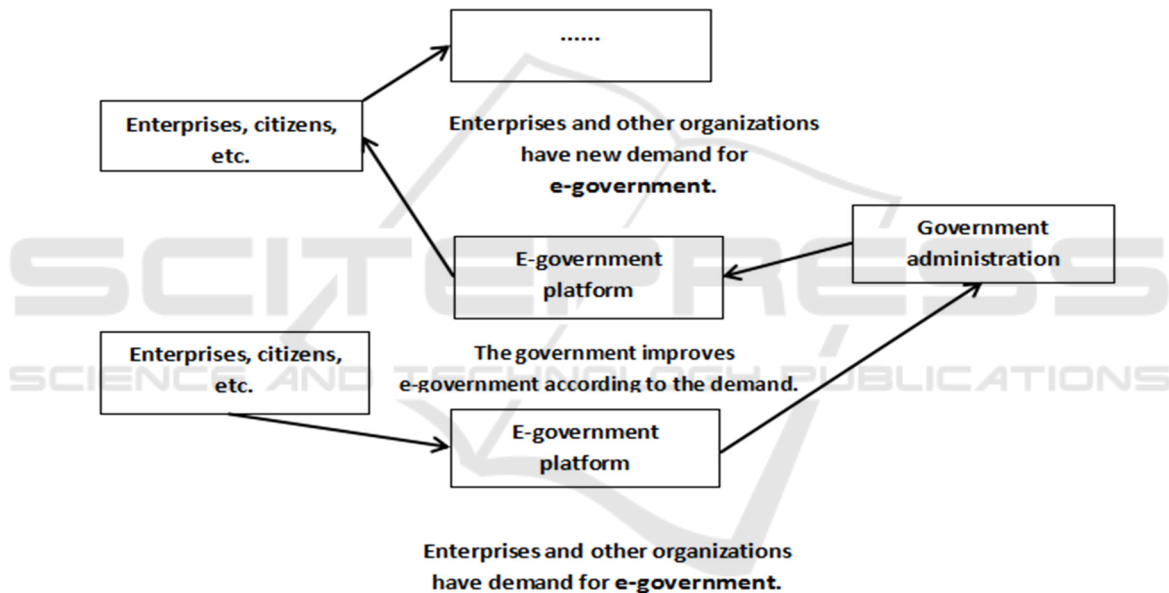 ......
Enterprises, citizens,
etc.
Enterprises and other organizations
have new demand for
e-government.
Government
administration
E-government
platform
Enterprises, citizens,
etc.
The government improves
e-government according to the demand.
E-government
platform
Enterprises and other organizations
have demand for e-government.
SCITEPRESS
SCIENCE AND TECHNOLOGY PUBLICATIONS